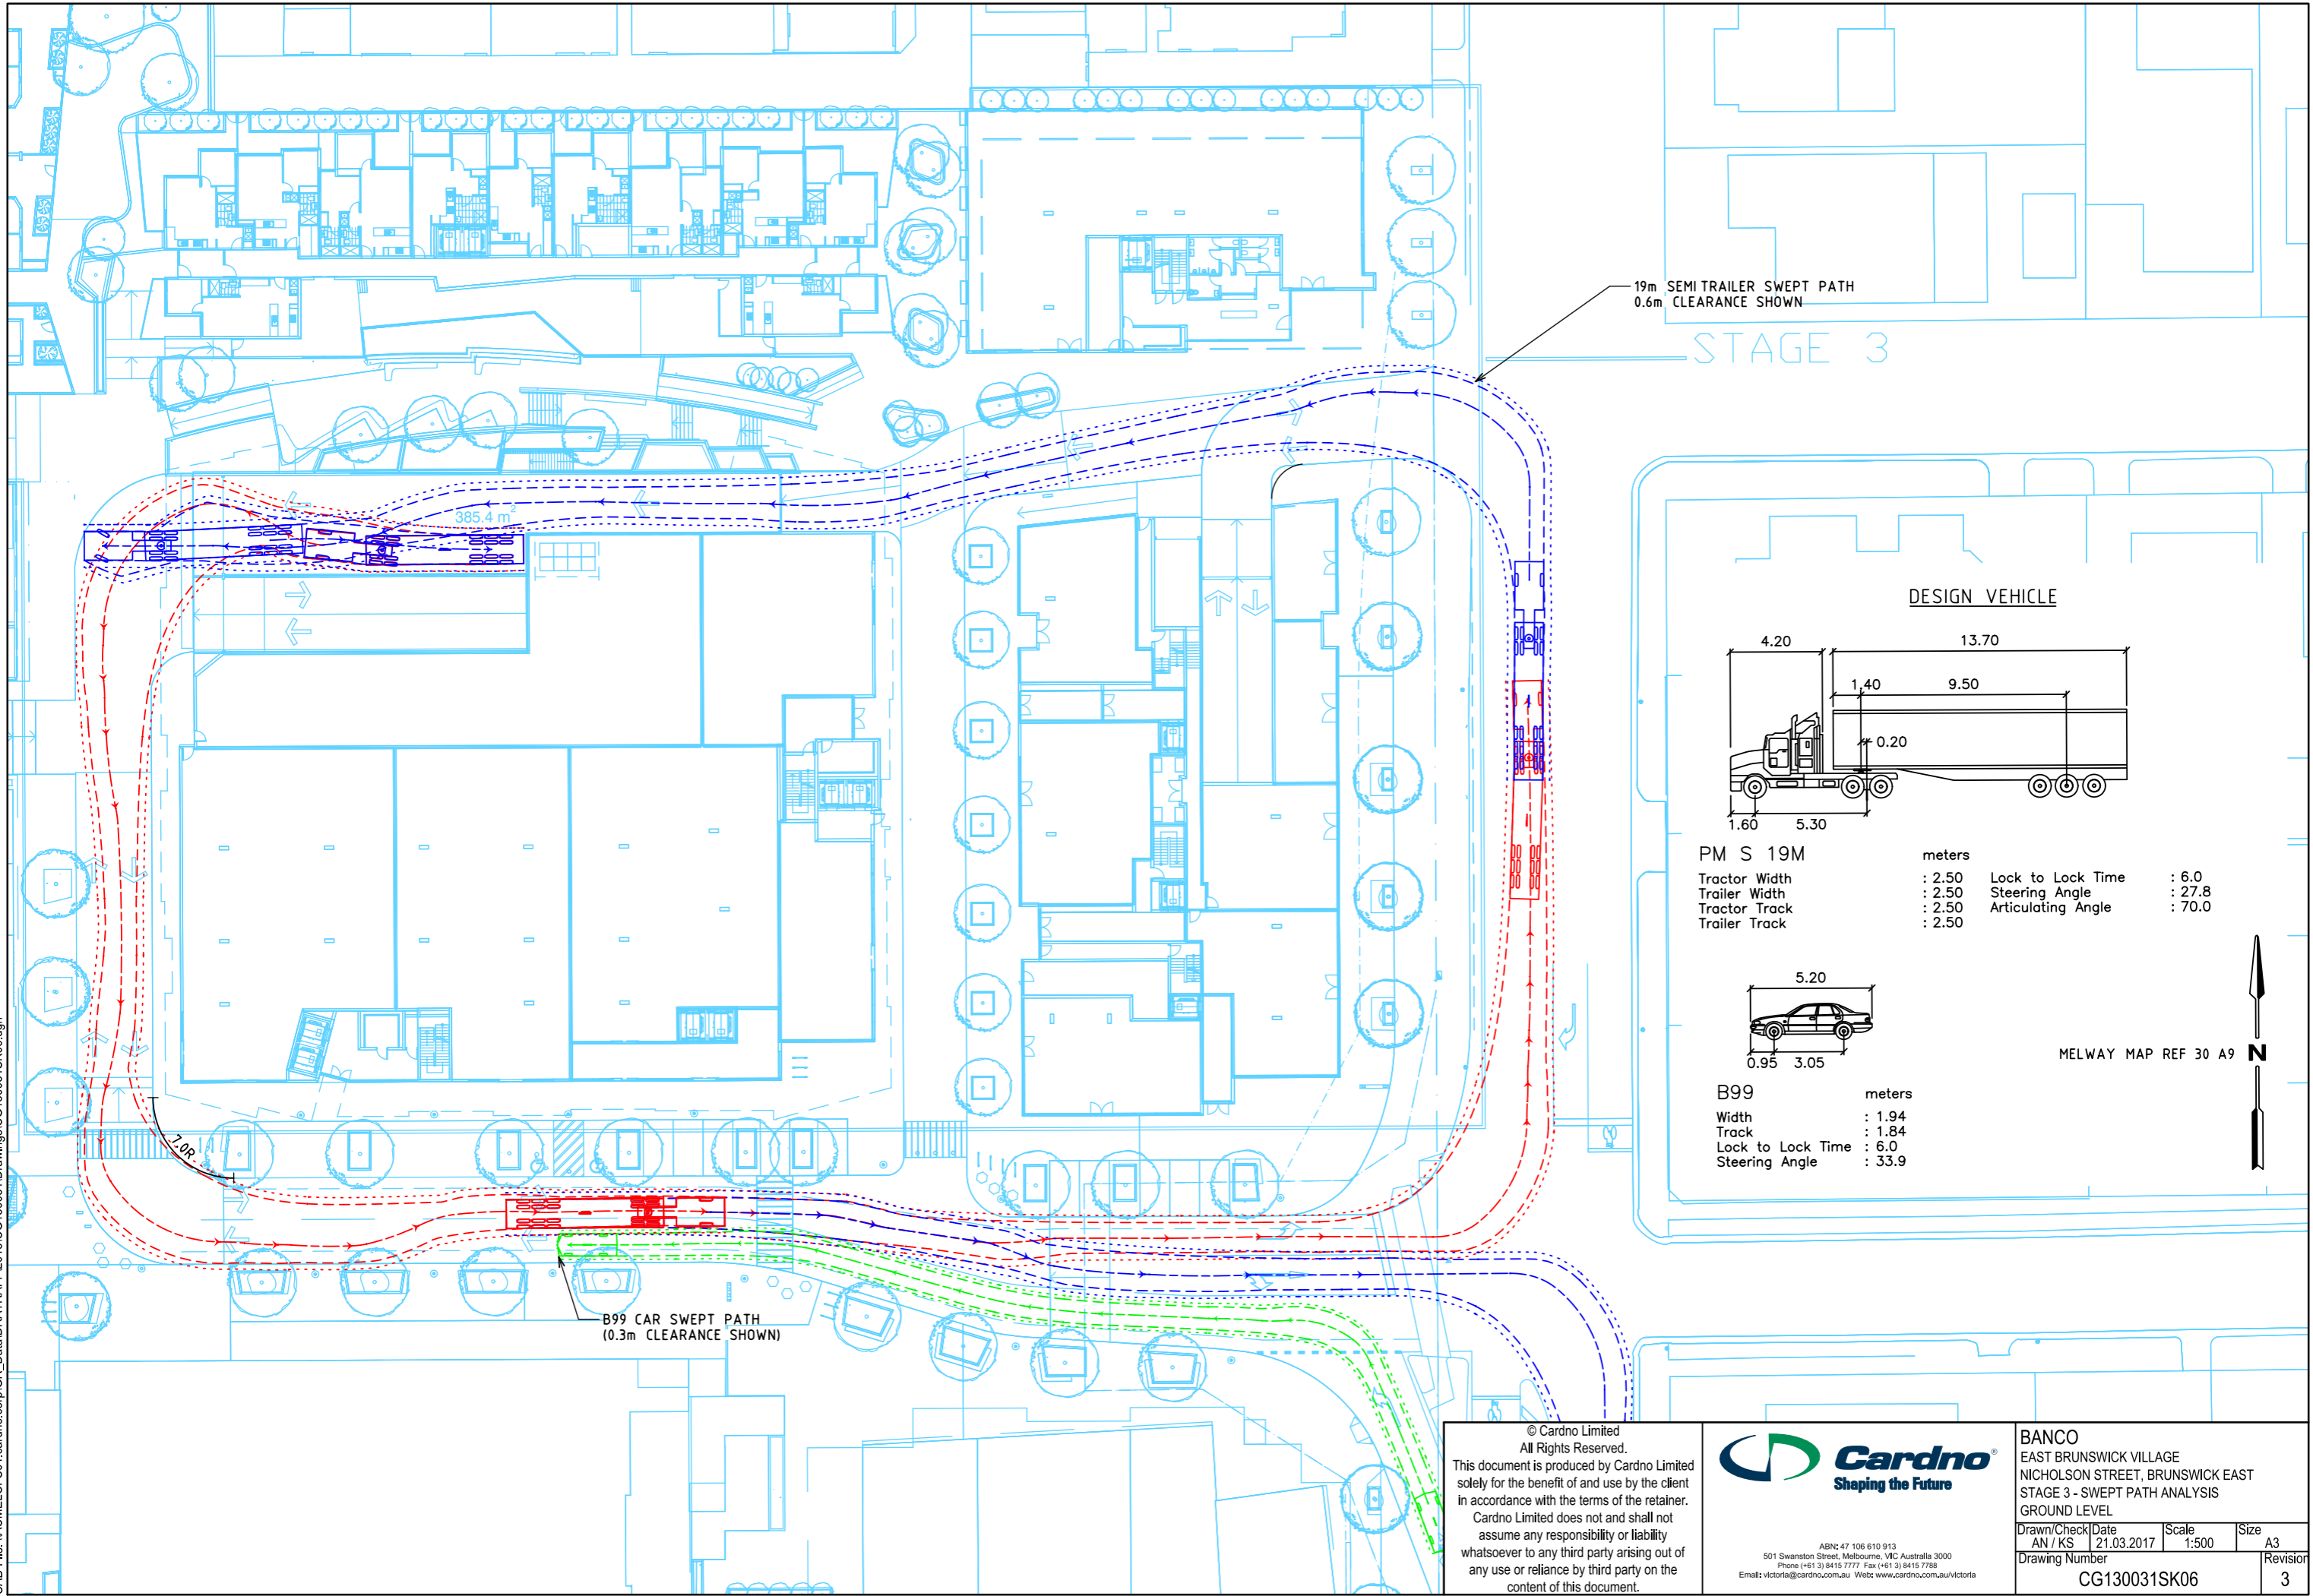 19m SEMI TRAILER SWEPT PATH
0.6m CLEARANCE SHOWN
STAGE 3
385.4 m²
DESIGN VEHICLE
4.20
13.70
1.40
9.50
0.20
1.60
5.30
PM S 19M
meters
Tractor Width : 2.50 Lock to Lock Time : 6.0
Trailer Width : 2.50 Steering Angle : 27.8
Tractor Track : 2.50 Articulating Angle : 70.0
Trailer Track : 2.50
5.20
0.95
3.05
MELWAY MAP REF 30 A9
N
B99
meters
Width : 1.94
Track : 1.84
Lock to Lock Time : 6.0
Steering Angle : 33.9
7.0R
B99 CAR SWEPT PATH
(0.3m CLEARANCE SHOWN)
© Cardno Limited
All Rights Reserved.
This document is produced by Cardno Limited
solely for the benefit of and use by the client
in accordance with the terms of the retainer.
Cardno Limited does not and shall not
assume any responsibility or liability
whatsoever to any third party arising out of
any use or reliance by third party on the
content of this document.
Cardno®
Shaping the Future
ABN: 47 106 610 913
501 Swanston Street, Melbourne, VIC Australia 3000
Phone (+61 3) 8415 7777 Fax (+61 3) 8415 7788
Email: victoria@cardno.com.au Web: www.cardno.com.au/victoria
BANCO
EAST BRUNSWICK VILLAGE
NICHOLSON STREET, BRUNSWICK EAST
STAGE 3 - SWEPT PATH ANALYSIS
GROUND LEVEL
Drawn/Check Date Scale Size
AN / KS 21.03.2017 1:500 A3
Drawing Number Revision
CG130031SK06 3